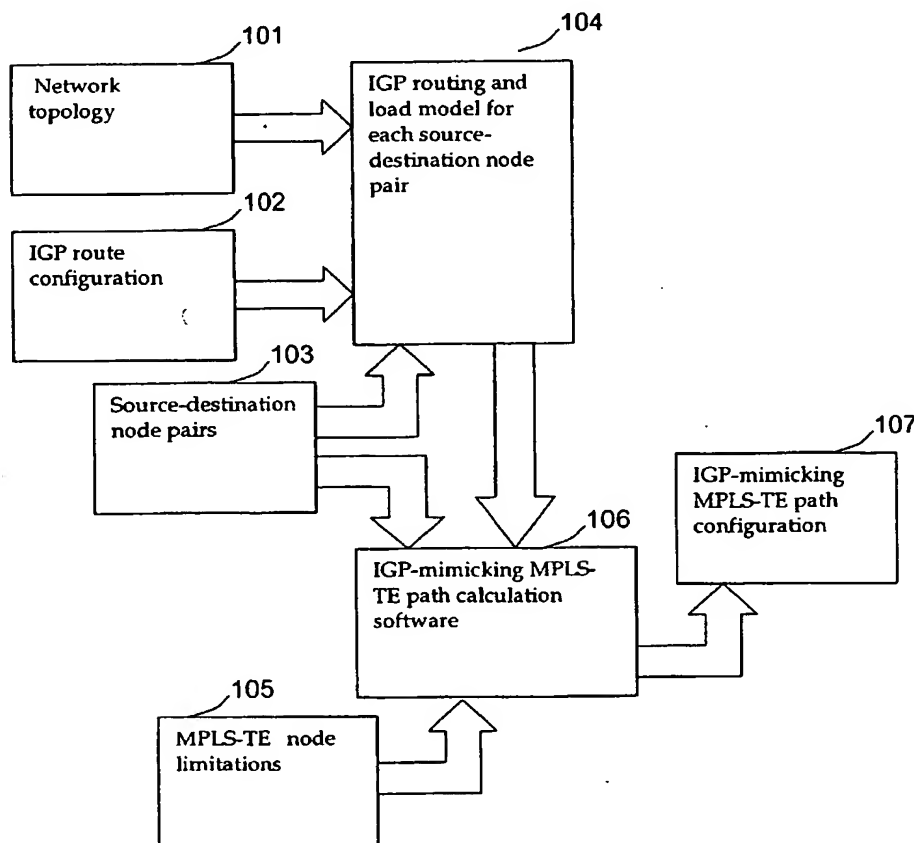 101
Network
topology
104
IGP routing and
load model for
each source-
destination node
pair
102
IGP route
configuration
103
Source-destination
node pairs
107
IGP-mimicking
MPLS-TE path
configuration
106
IGP-mimicking MPLS-
TE path calculation
software
105
MPLS-TE node
limitations